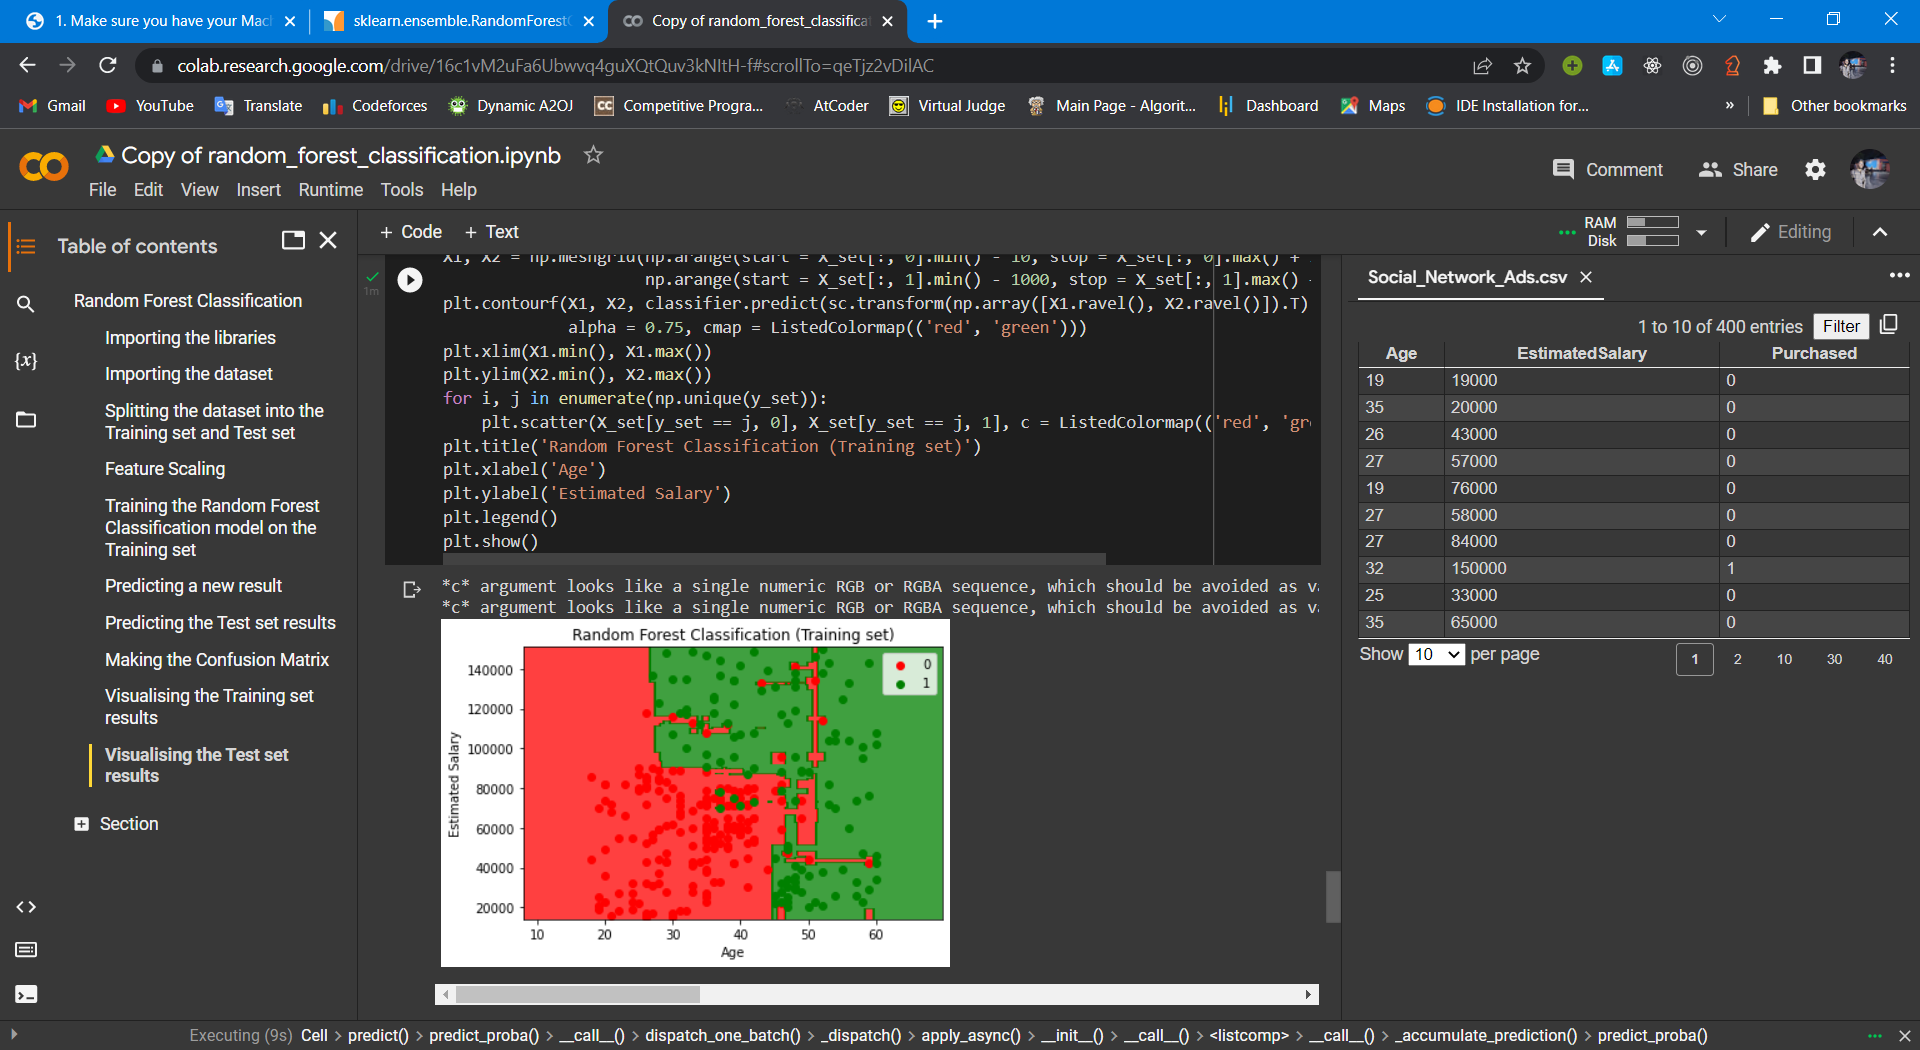 1. Make sure you have your Mac
sklearn.ensemble.RandomForest
Copy of random_forest_classifica
colab.research.google.com/drive/16c1vM2uFa6Ubwvq4guXQtQuv3kNItH-f#scrollTo=qeTjz2vDilAC
Gmail YouTube Translate Codeforces Dynamic A2OJ Competitive Progra... AtCoder Virtual Judge Main Page - Algorit... Dashboard Maps IDE Installation for... » Other bookmarks
Copy of random_forest_classification.ipynb
Comment Share
File Edit View Insert Runtime Tools Help
Table of contents
+ Code + Text
RAM
Disk
Editing
Random Forest Classification
Importing the libraries
Importing the dataset
Splitting the dataset into the
Training set and Test set
Feature Scaling
Training the Random Forest
Classification model on the
Training set
Predicting a new result
Predicting the Test set results
Making the Confusion Matrix
Visualising the Training set
results
Visualising the Test set
results
Section
1m
X1, X2 = np.meshgrid(np.arange(start = X_set[:, 0].min() - 10, stop = X_set[:, 0].max() +
np.arange(start = X_set[:, 1].min() - 1000, stop = X_set[:, 1].max() -
plt.contourf(X1, X2, classifier.predict(sc.transform(np.array([X1.ravel(), X2.ravel()]).T)
alpha = 0.75, cmap = ListedColormap(('red', 'green')))
plt.xlim(X1.min(), X1.max())
plt.ylim(X2.min(), X2.max())
for i, j in enumerate(np.unique(y_set)):
plt.scatter(X_set[y_set == j, 0], X_set[y_set == j, 1], c = ListedColormap(('red', 'gr
plt.title('Random Forest Classification (Training set)')
plt.xlabel('Age')
plt.ylabel('Estimated Salary')
plt.legend()
plt.show()
*c* argument looks like a single numeric RGB or RGBA sequence, which should be avoided as va
*c* argument looks like a single numeric RGB or RGBA sequence, which should be avoided as va
Random Forest Classification (Training set)
0
1
140000
120000
100000
80000
60000
40000
20000
Estimated Salary
10 20 30 40 50 60
Age
Social_Network_Ads.csv
1 to 10 of 400 entries Filter
Age EstimatedSalary Purchased
19 19000 0
35 20000 0
26 43000 0
27 57000 0
19 76000 0
27 58000 0
27 84000 0
32 150000 1
25 33000 0
35 65000 0
Show 10 per page 1 2 10 30 40
Executing (9s) Cell > predict() > predict_proba() > __call__() > dispatch_one_batch() > _dispatch() > apply_async() > __init__() > __call__() > <listcomp> > __call__() > _accumulate_prediction() > predict_proba()